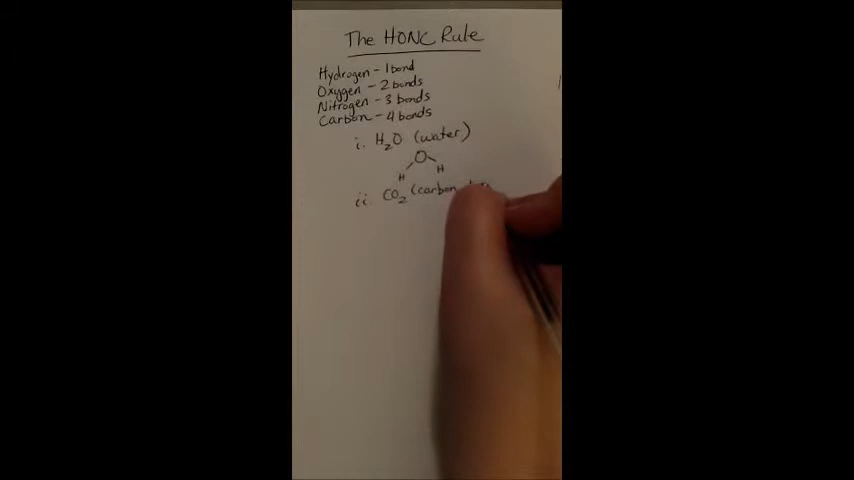 The HONC Rule
Hydrogen - 1 bond
Oxygen - 2 bonds
Nitrogen - 3 bonds
Carbon - 4 bonds
i. H₂O (water)
O
H H
ii. CO₂ (carbon